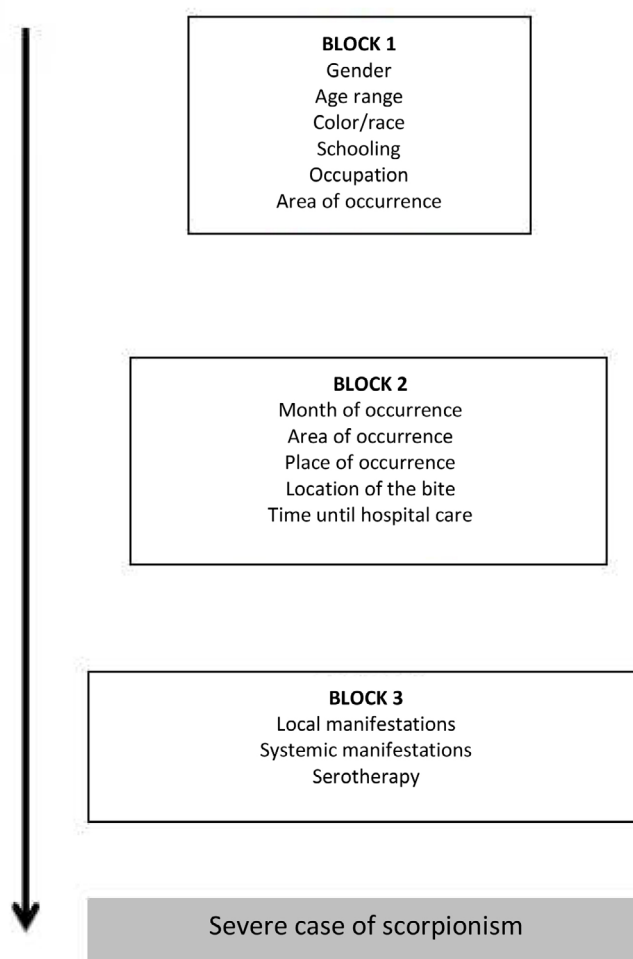 BLOCK 1
Gender
Age range
Color/race
Schooling
Occupation
Area of occurrence
BLOCK 2
Month of occurrence
Area of occurrence
Place of occurrence
Location of the bite
Time until hospital care
BLOCK 3
Local manifestations
Systemic manifestations
Serotherapy
Severe case of scorpionism